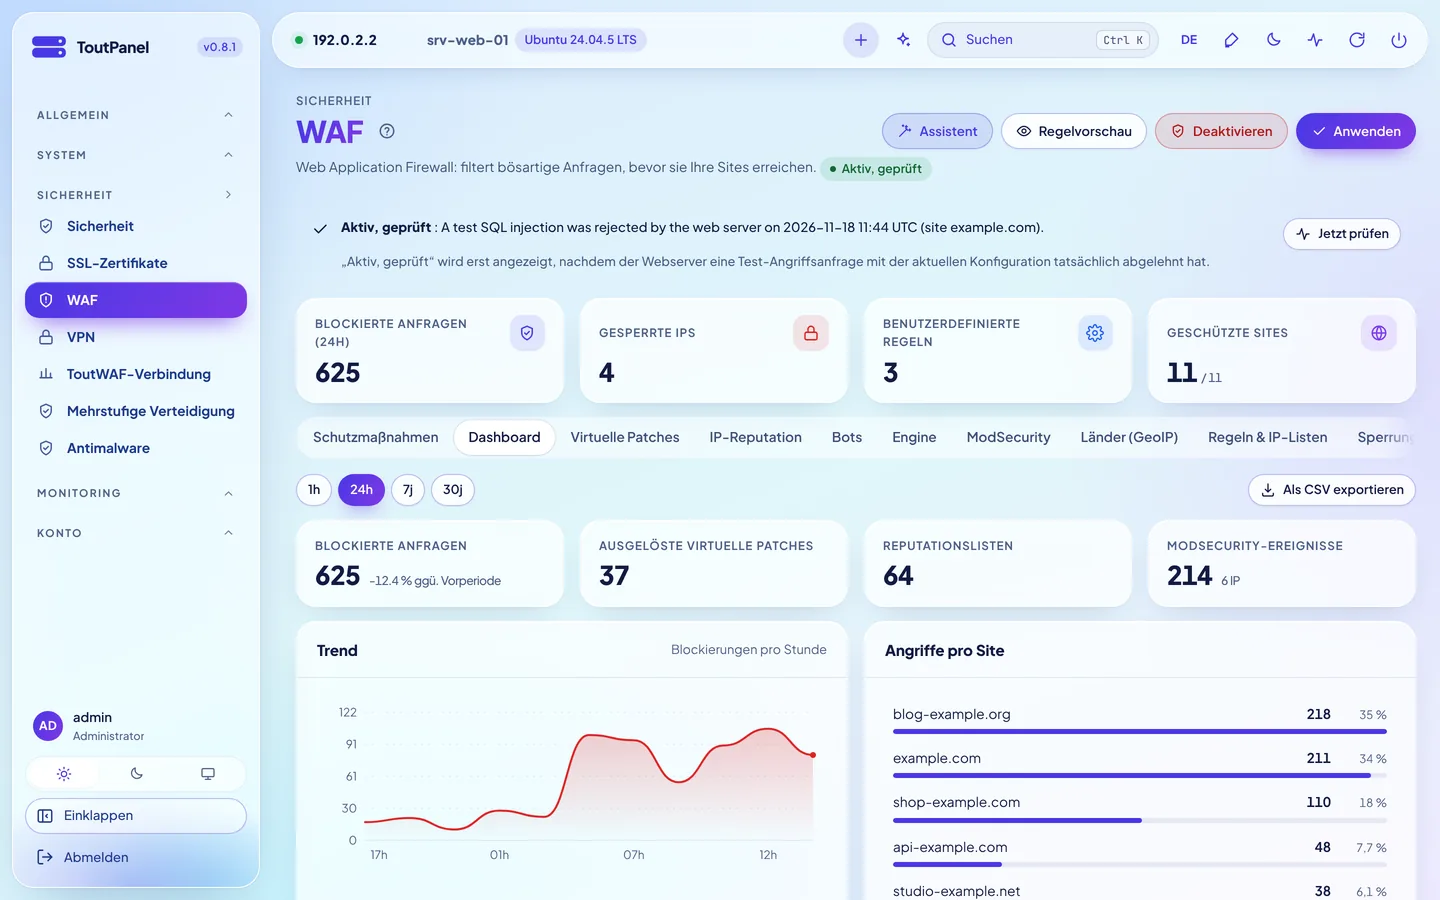 ToutPanel
v0.8.1
ALLGEMEIN
SYSTEM
SICHERHEIT
Sicherheit
SSL-Zertifikate
WAF
VPN
ToutWAF-Verbindung
Mehrstufige Verteidigung
Antimalware
MONITORING
KONTO
AD
admin
Administrator
Einklappen
Abmelden
192.0.2.2
srv-web-01
Ubuntu 24.04.5 LTS
Suchen
Ctrl K
DE
SICHERHEIT
WAF
Assistent
Regelvorschau
Deaktivieren
Anwenden
Web Application Firewall: filtert bösartige Anfragen, bevor sie Ihre Sites erreichen.
Aktiv, geprüft
Aktiv, geprüft : A test SQL injection was rejected by the web server on 2026-11-18 11:44 UTC (site example.com).
„Aktiv, geprüft“ wird erst angezeigt, nachdem der Webserver eine Test-Angriffsanfrage mit der aktuellen Konfiguration tatsächlich abgelehnt hat.
Jetzt prüfen
BLOCKIERTE ANFRAGEN
(24H)
625
GESPERRTE IPS
4
BENUTZERDEFINIERTE
REGELN
3
GESCHÜTZTE SITES
11 / 11
Schutzmaßnahmen
Dashboard
Virtuelle Patches
IP-Reputation
Bots
Engine
ModSecurity
Länder (GeoIP)
Regeln & IP-Listen
1h
24h
7j
30j
Als CSV exportieren
BLOCKIERTE ANFRAGEN
625 -12.4 % ggü. Vorperiode
AUSGELÖSTE VIRTUELLE PATCHES
37
REPUTATIONSLISTEN
64
MODSECURITY-EREIGNISSE
214 6 IP
Trend
Blockierungen pro Stunde
122
91
61
30
0
17h
01h
07h
12h
Angriffe pro Site
blog-example.org 218 35 %
example.com 211 34 %
shop-example.com 110 18 %
api-example.com 48 7,7 %
studio-example.net 38 6,1 %